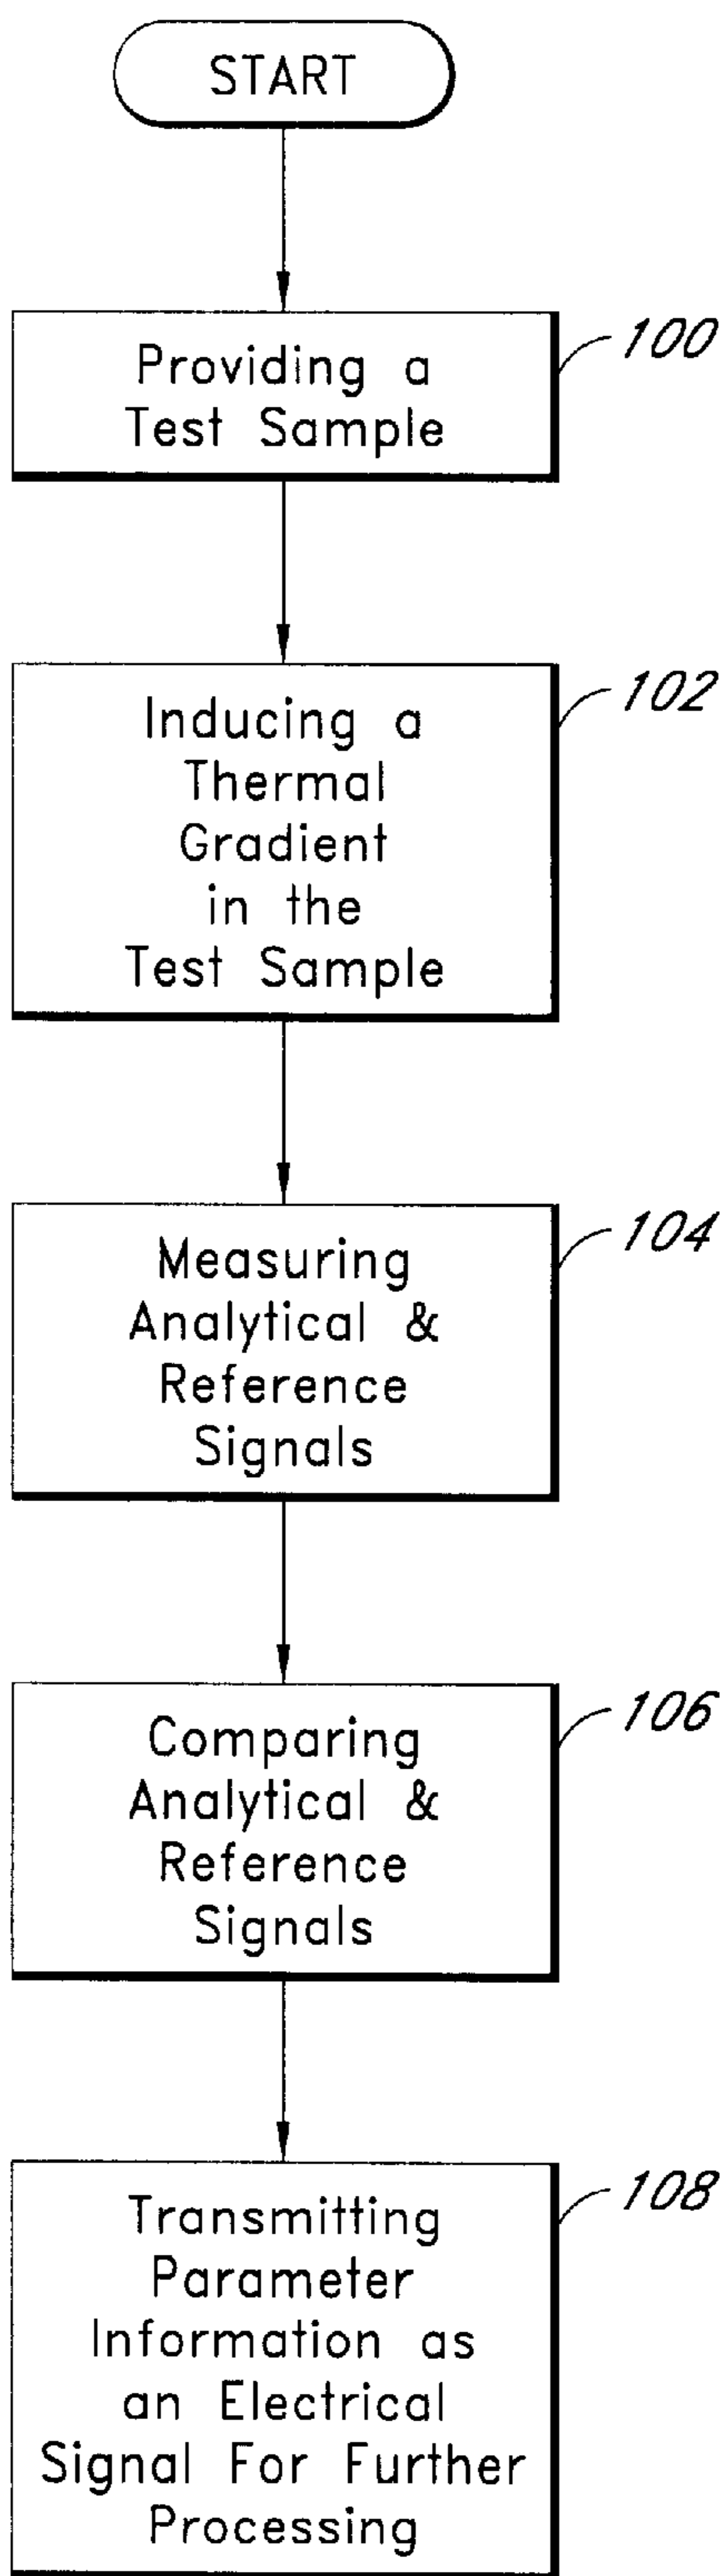 START
Providing a
Test Sample
100
Inducing a
Thermal
Gradient
in the
Test Sample
102
Measuring
Analytical &
Reference
Signals
104
Comparing
Analytical &
Reference
Signals
106
Transmitting
Parameter
Information as
an Electrical
Signal For Further
Processing
108